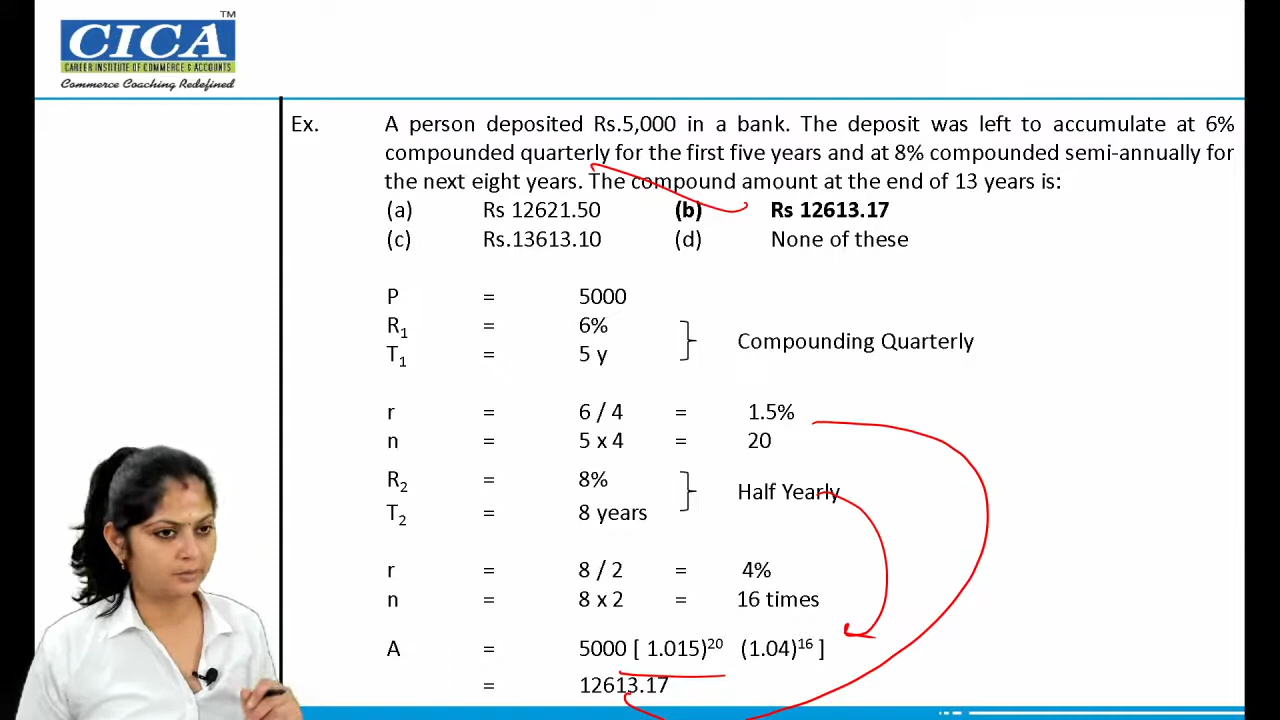 TM
CICA
CAREER INSTITUTE OF COMMERCE & ACCOUNTS
Commerce Coaching Redefined
Ex. A person deposited Rs.5,000 in a bank. The deposit was left to accumulate at 6%
compounded quarterly for the first five years and at 8% compounded semi-annually for
the next eight years. The compound amount at the end of 13 years is:
(a) Rs 12621.50 (b) Rs 12613.17
(c) Rs.13613.10 (d) None of these
P = 5000
R₁ = 6%
Compounding Quarterly
T₁ = 5 y
r = 6 / 4 = 1.5%
n = 5 x 4 = 20
R₂ = 8%
Half Yearly
T₂ = 8 years
r = 8 / 2 = 4%
n = 8 x 2 = 16 times
A = 5000 [ 1.015)²⁰ (1.04)¹⁶ ]
= 12613.17